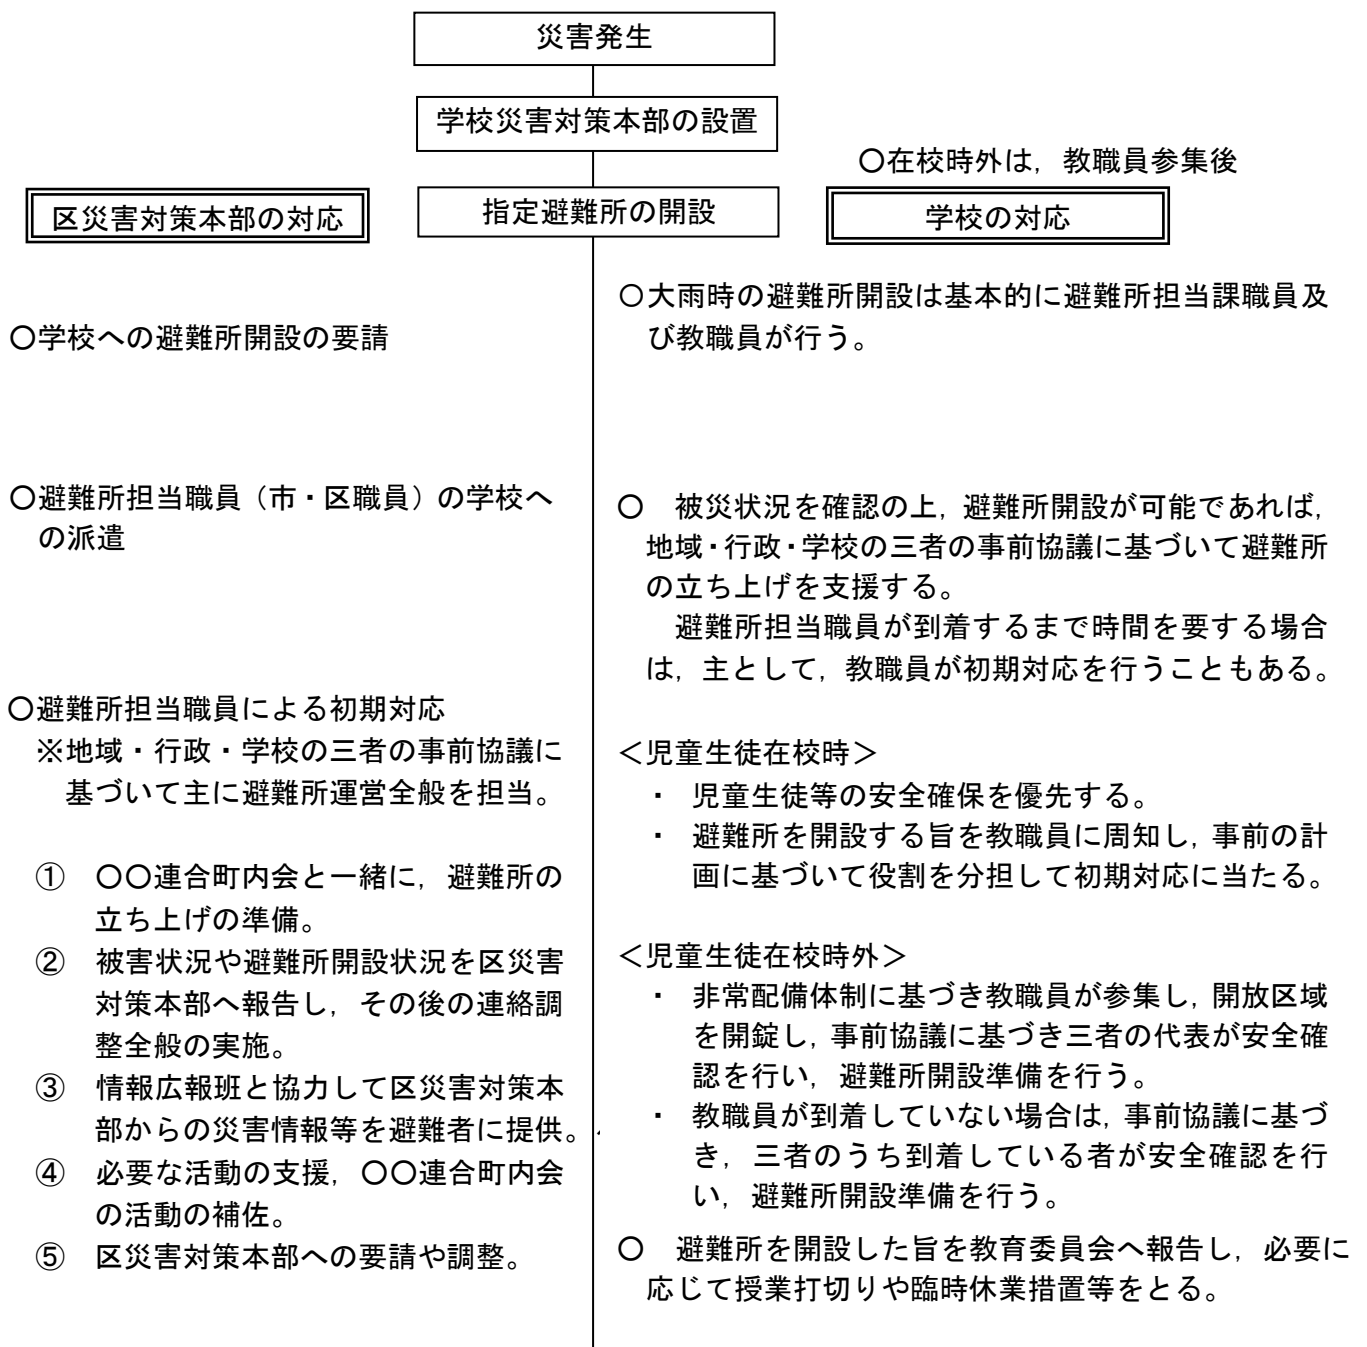 災害発生
学校災害対策本部の設置
〇在校時外は，教職員参集後
区災害対策本部の対応
指定避難所の開設
学校の対応
〇学校への避難所開設の要請
〇避難所担当職員（市・区職員）の学校へ
の派遣
〇避難所担当職員による初期対応
※地域・行政・学校の三者の事前協議に
基づいて主に避難所運営全般を担当。
①　〇〇連合町内会と一緒に，避難所の
立ち上げの準備。
②　被害状況や避難所開設状況を区災害
対策本部へ報告し，その後の連絡調
整全般の実施。
③　情報広報班と協力して区災害対策本
部からの災害情報等を避難者に提供。
④　必要な活動の支援，〇〇連合町内会
の活動の補佐。
⑤　区災害対策本部への要請や調整。
〇大雨時の避難所開設は基本的に避難所担当課職員及
び教職員が行う。
〇　被災状況を確認の上，避難所開設が可能であれば，
地域・行政・学校の三者の事前協議に基づいて避難所
の立ち上げを支援する。
避難所担当職員が到着するまで時間を要する場合
は，主として，教職員が初期対応を行うこともある。
＜児童生徒在校時＞
・　児童生徒等の安全確保を優先する。
・　避難所を開設する旨を教職員に周知し，事前の計
画に基づいて役割を分担して初期対応に当たる。
＜児童生徒在校時外＞
・　非常配備体制に基づき教職員が参集し，開放区域
を開錠し，事前協議に基づき三者の代表が安全確
認を行い，避難所開設準備を行う。
・　教職員が到着していない場合は，事前協議に基づ
き，三者のうち到着している者が安全確認を行
い，避難所開設準備を行う。
〇　避難所を開設した旨を教育委員会へ報告し，必要に
応じて授業打切りや臨時休業措置等をとる。